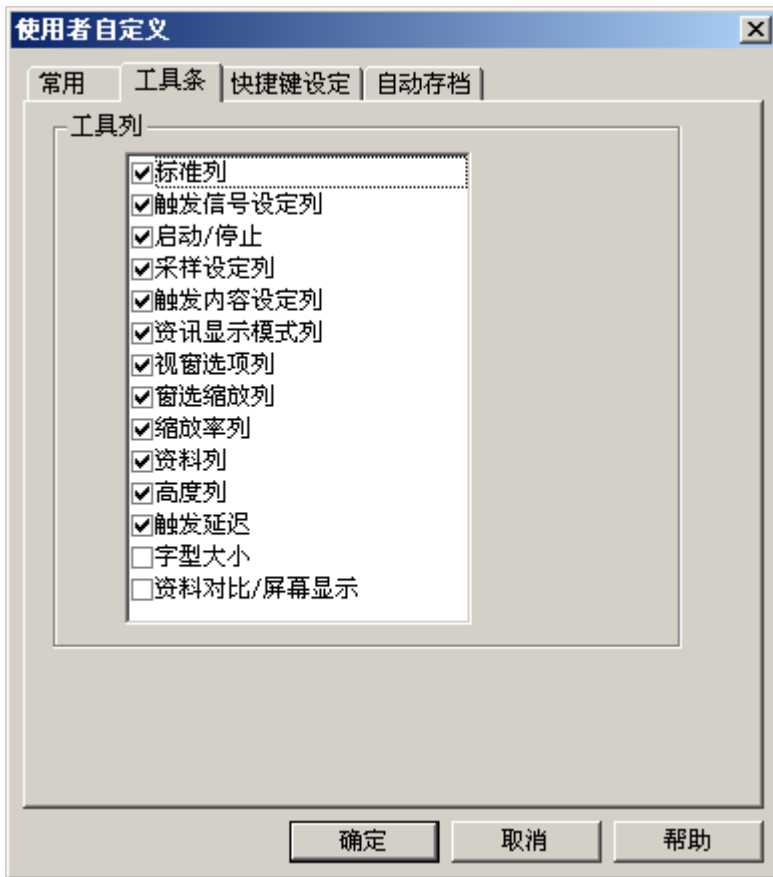 使用者自定义
常用 工具条 快捷键设定 自动存档
工具列
标准列
触发信号设定列
启动/停止
采样设定列
触发内容设定列
资讯显示模式列
视窗选项列
窗选缩放列
缩放率列
资料列
高度列
触发延迟
字型大小
资料对比/屏幕显示
确定 取消 帮助